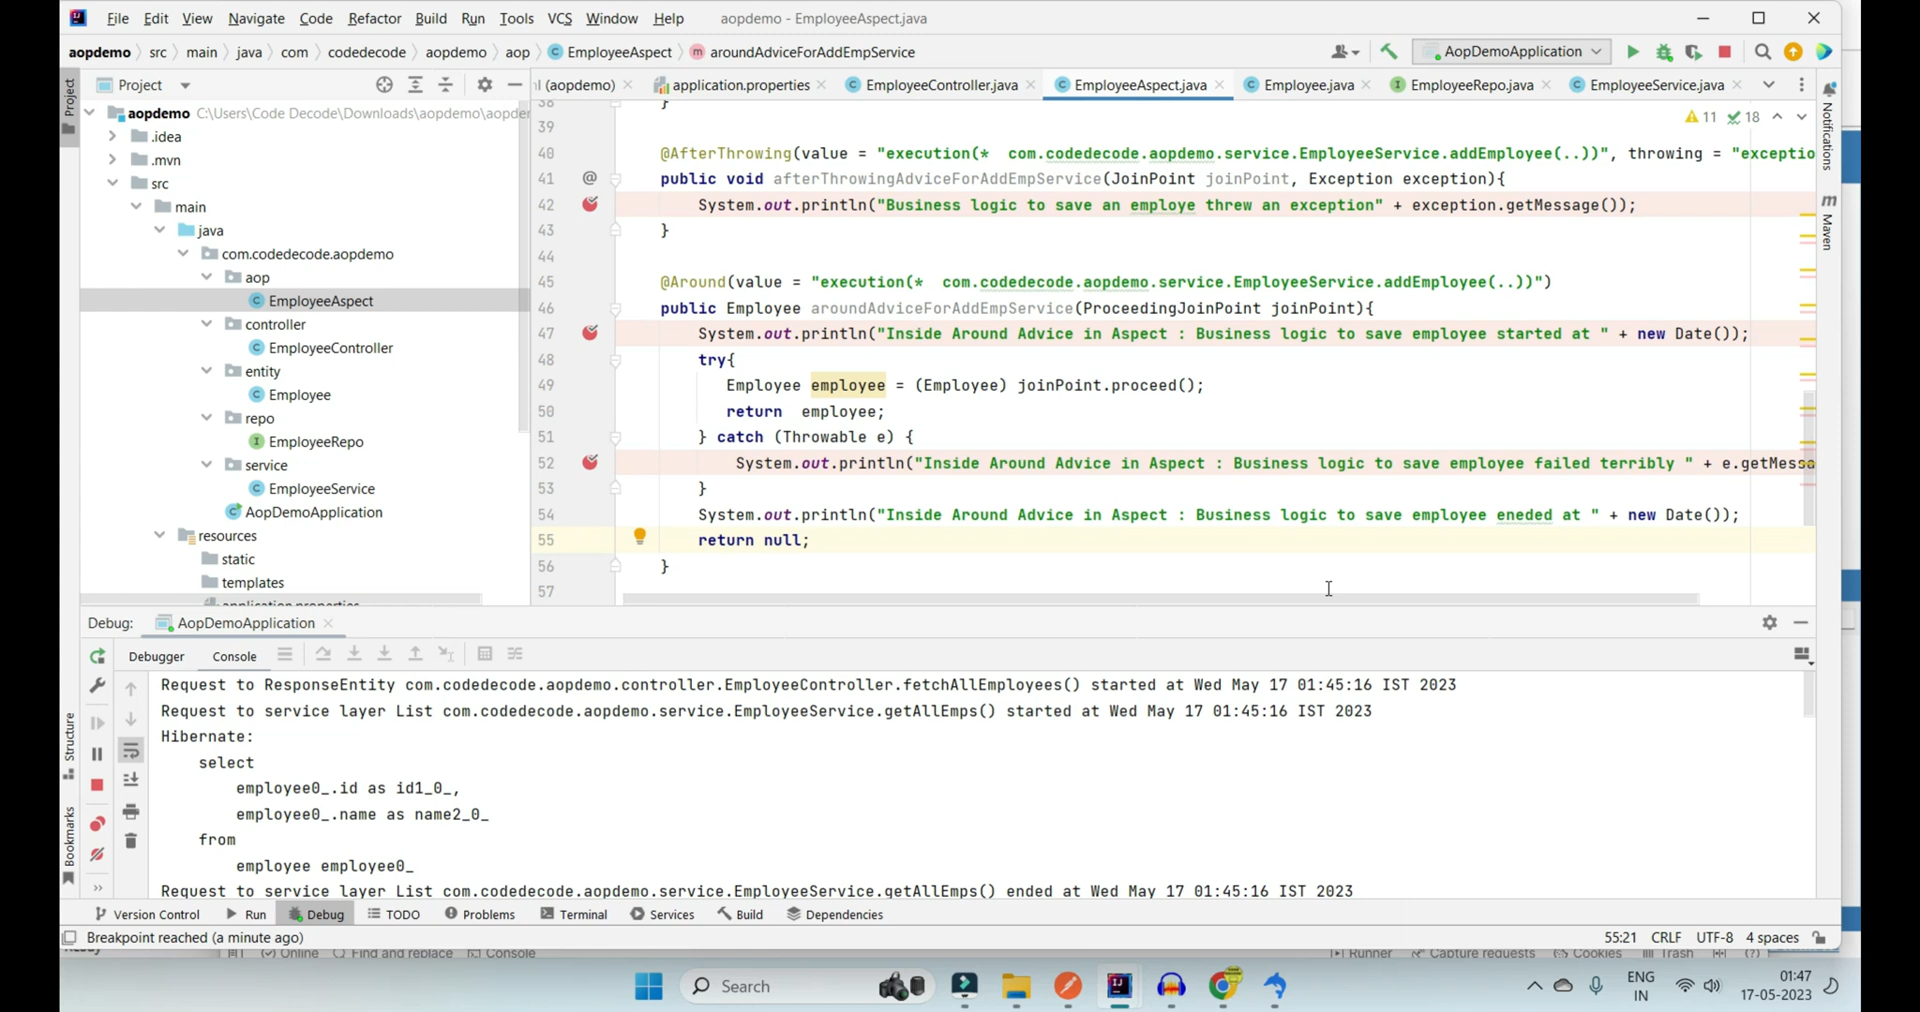 File Edit View Navigate Code Refactor Build Run Tools VCS Window Help aopdemo - EmployeeAspect.java
aopdemo src main java com codedecode aopdemo aop EmployeeAspect aroundAdviceForAddEmpService AopDemoApplication
Project
l (aopdemo) application.properties EmployeeController.java EmployeeAspect.java Employee.java EmployeeRepo.java EmployeeService.java
Project
Notifications
Maven
Structure
Bookmarks
aopdemo C:\Users\Code Decode\Downloads\aopdemo\aopder
.idea
.mvn
src
main
java
com.codedecode.aopdemo
aop
EmployeeAspect
controller
EmployeeController
entity
Employee
repo
EmployeeRepo
service
EmployeeService
AopDemoApplication
resources
static
templates
application.properties
11 18
38 }
39
40 @AfterThrowing(value = "execution(* com.codedecode.aopdemo.service.EmployeeService.addEmployee(..))", throwing = "exceptio
41 @ public void afterThrowingAdviceForAddEmpService(JoinPoint joinPoint, Exception exception){
42 System.out.println("Business logic to save an employe threw an exception" + exception.getMessage());
43 }
44
45 @Around(value = "execution(* com.codedecode.aopdemo.service.EmployeeService.addEmployee(..))")
46 public Employee aroundAdviceForAddEmpService(ProceedingJoinPoint joinPoint){
47 System.out.println("Inside Around Advice in Aspect : Business logic to save employee started at " + new Date());
48 try{
49 Employee employee = (Employee) joinPoint.proceed();
50 return employee;
51 } catch (Throwable e) {
52 System.out.println("Inside Around Advice in Aspect : Business logic to save employee failed terribly " + e.getMessa
53 }
54 System.out.println("Inside Around Advice in Aspect : Business logic to save employee eneded at " + new Date());
55 return null;
56 }
57
Debug: AopDemoApplication
Debugger Console
Request to ResponseEntity com.codedecode.aopdemo.controller.EmployeeController.fetchAllEmployees() started at Wed May 17 01:45:16 IST 2023
Request to service layer List com.codedecode.aopdemo.service.EmployeeService.getAllEmps() started at Wed May 17 01:45:16 IST 2023
Hibernate:
select
employee0_.id as id1_0_,
employee0_.name as name2_0_
from
employee employee0_
Request to service layer List com.codedecode.aopdemo.service.EmployeeService.getAllEmps() ended at Wed May 17 01:45:16 IST 2023
Version Control Run Debug TODO Problems Terminal Services Build Dependencies
Breakpoint reached (a minute ago) 55:21 CRLF UTF-8 4 spaces
Online Find and replace Console Runner Capture requests Cookies Trash
Search ENG 01:47
IN 17-05-2023